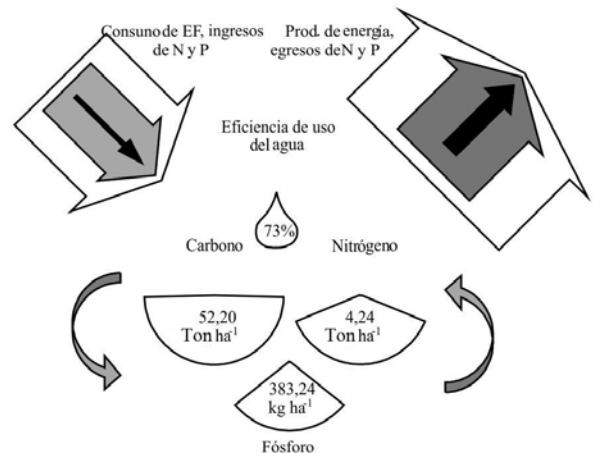 Consuno de EF, ingresos
de N y P
Prod. de energía,
egresos de N y P
Eficiencia de uso
del agua
73%
Carbono
Nitrógeno
52,20
Ton ha-1
4,24
Ton ha-1
383,24
kg ha-1
Fósforo